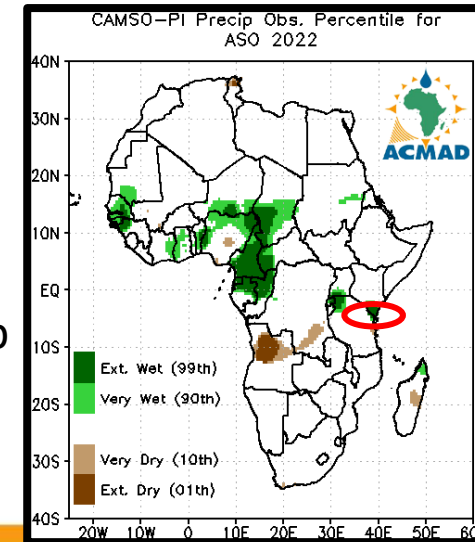 CAMSO-PI Precip Obs. Percentile for
ASO 2022
40N
30N
20N
10N
EQ
10S
20S
30S
40S
ACMAD
Ext. Wet (99th)
Very Wet (90th)
Very Dry (10th)
Ext. Dry (01th)
20W 10W 0 10E 20E 30E 40E 50E